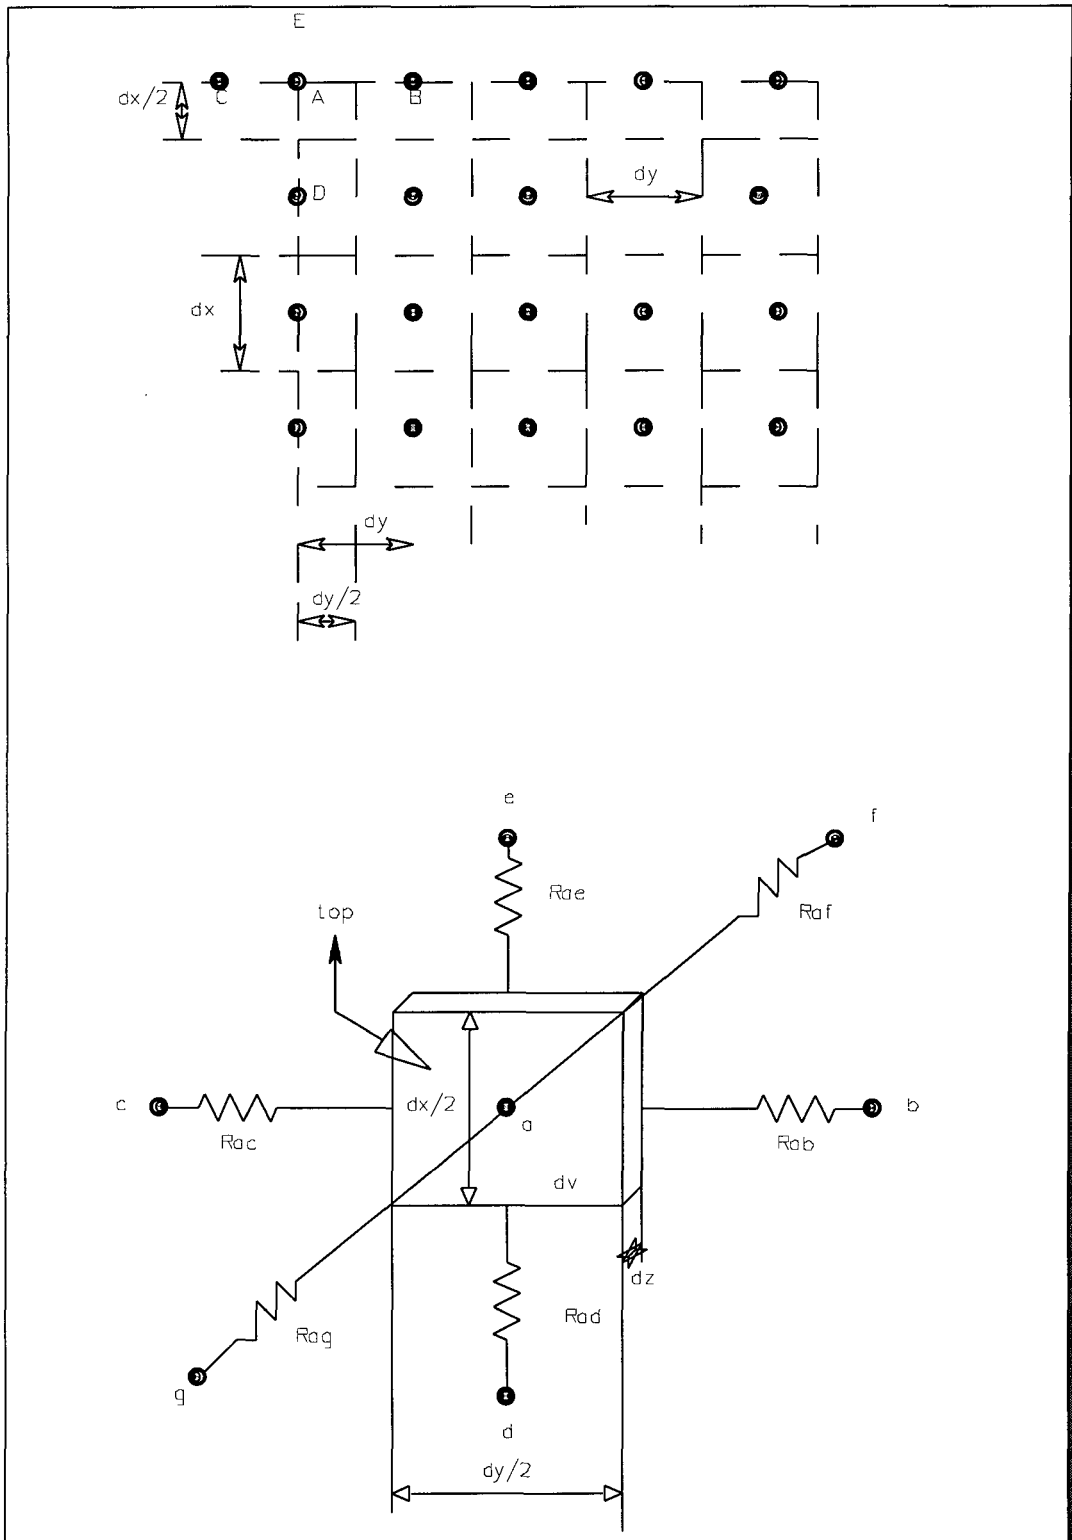 E
C A B
dx/2
D dy
dx
dy
dy/2
e f
Rae
Raf
top
c dx/2 a b
Rac Rab
dv
dz
Rag Rad
g
d
dy/2